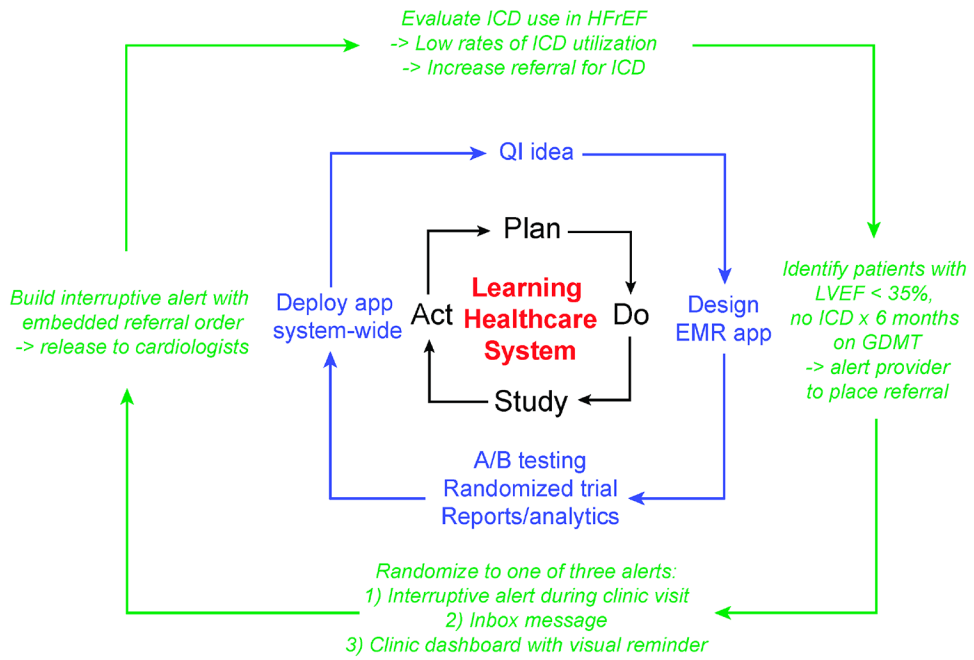 Evaluate ICD use in HFrEF
-> Low rates of ICD utilization
-> Increase referral for ICD
QI idea
Plan
Learning
Healthcare
System
Act
Do
Study
Deploy app
system-wide
Design
EMR app
A/B testing
Randomized trial
Reports/analytics
Build interruptive alert with
embedded referral order
-> release to cardiologists
Identify patients with
LVEF < 35%,
no ICD x 6 months
on GDMT
-> alert provider
to place referral
Randomize to one of three alerts:
1) Interruptive alert during clinic visit
2) Inbox message
3) Clinic dashboard with visual reminder